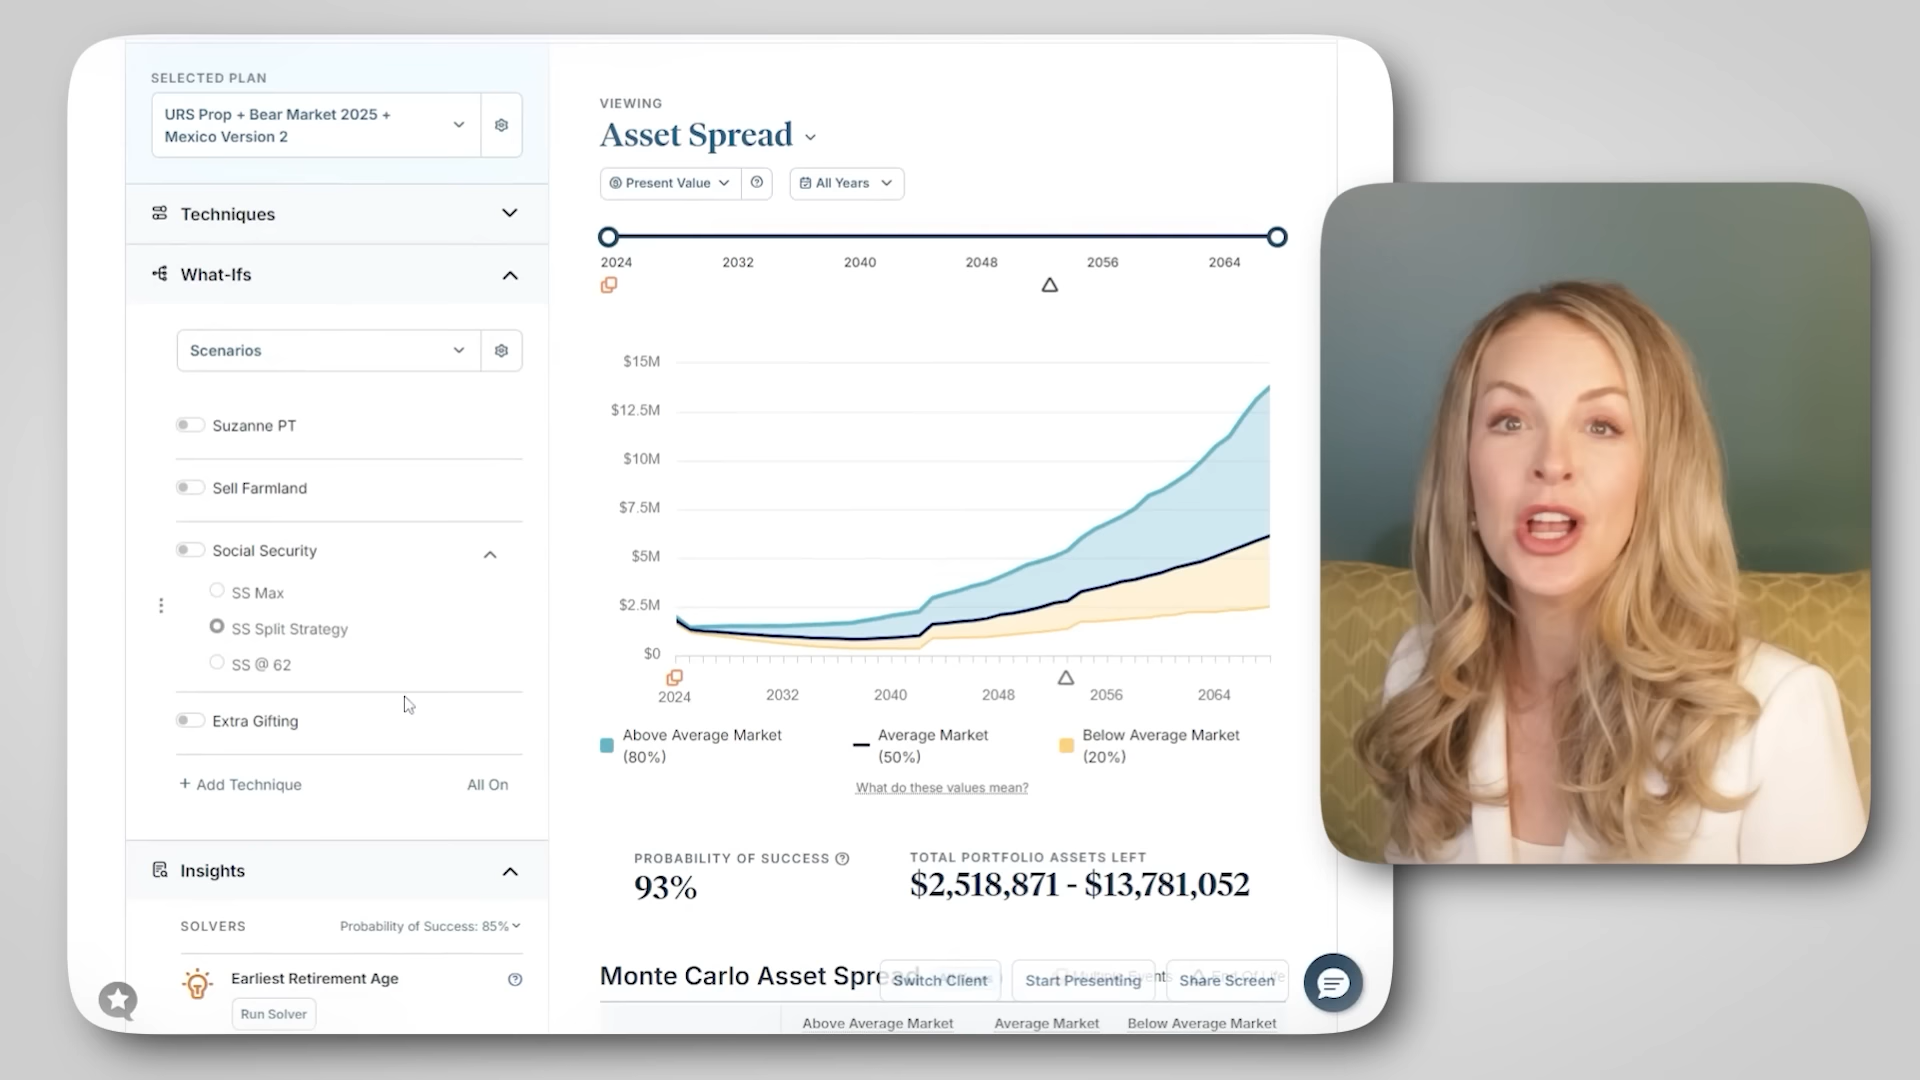 SELECTED PLAN
URS Prop + Bear Market 2025 +
Mexico Version 2
Techniques
What-Ifs
Scenarios
Suzanne PT
Sell Farmland
Social Security
SS Max
SS Split Strategy
SS @ 62
Extra Gifting
+ Add Technique
All On
Insights
SOLVERS
Probability of Success: 85%
Earliest Retirement Age
Run Solver
VIEWING
Asset Spread
Present Value
All Years
2024 2032 2040 2048 2056 2064
$15M
$12.5M
$10M
$7.5M
$5M
$2.5M
$0
2024 2032 2040 2048 2056 2064
Above Average Market
(80%)
Average Market
(50%)
Below Average Market
(20%)
What do these values mean?
PROBABILITY OF SUCCESS
93%
TOTAL PORTFOLIO ASSETS LEFT
$2,518,871 - $13,781,052
Monte Carlo Asset Spread
Switch Client
Start Presenting
Share Screen
Above Average Market Average Market Below Average Market